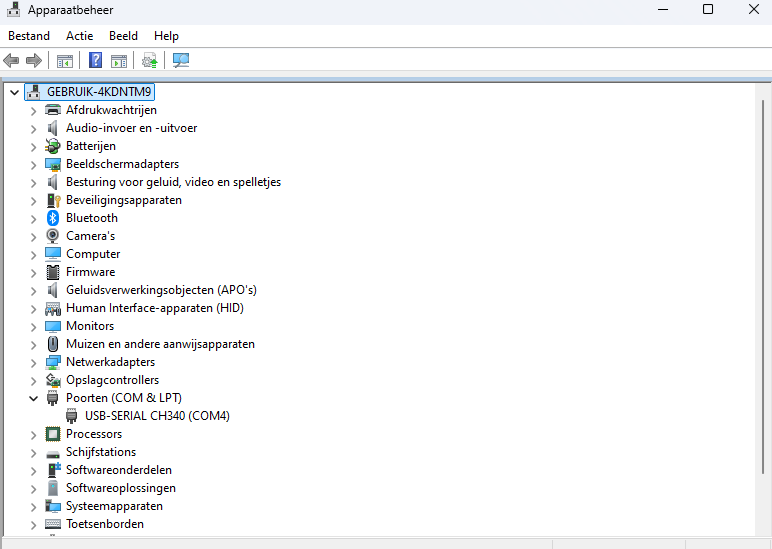 Apparaatbeheer
Bestand Actie Beeld Help
GEBRUIK-4KDNTM9
Afdrukwachtrijen
Audio-invoer en -uitvoer
Batterijen
Beeldschermadapters
Besturing voor geluid, video en spelletjes
Beveiligingsapparaten
Bluetooth
Camera's
Computer
Firmware
Geluidsverwerkingsobjecten (APO's)
Human Interface-apparaten (HID)
Monitors
Muizen en andere aanwijsapparaten
Netwerkadapters
Opslagcontrollers
Poorten (COM & LPT)
USB-SERIAL CH340 (COM4)
Processors
Schijfstations
Softwareonderdelen
Softwareoplossingen
Systeemapparaten
Toetsenborden